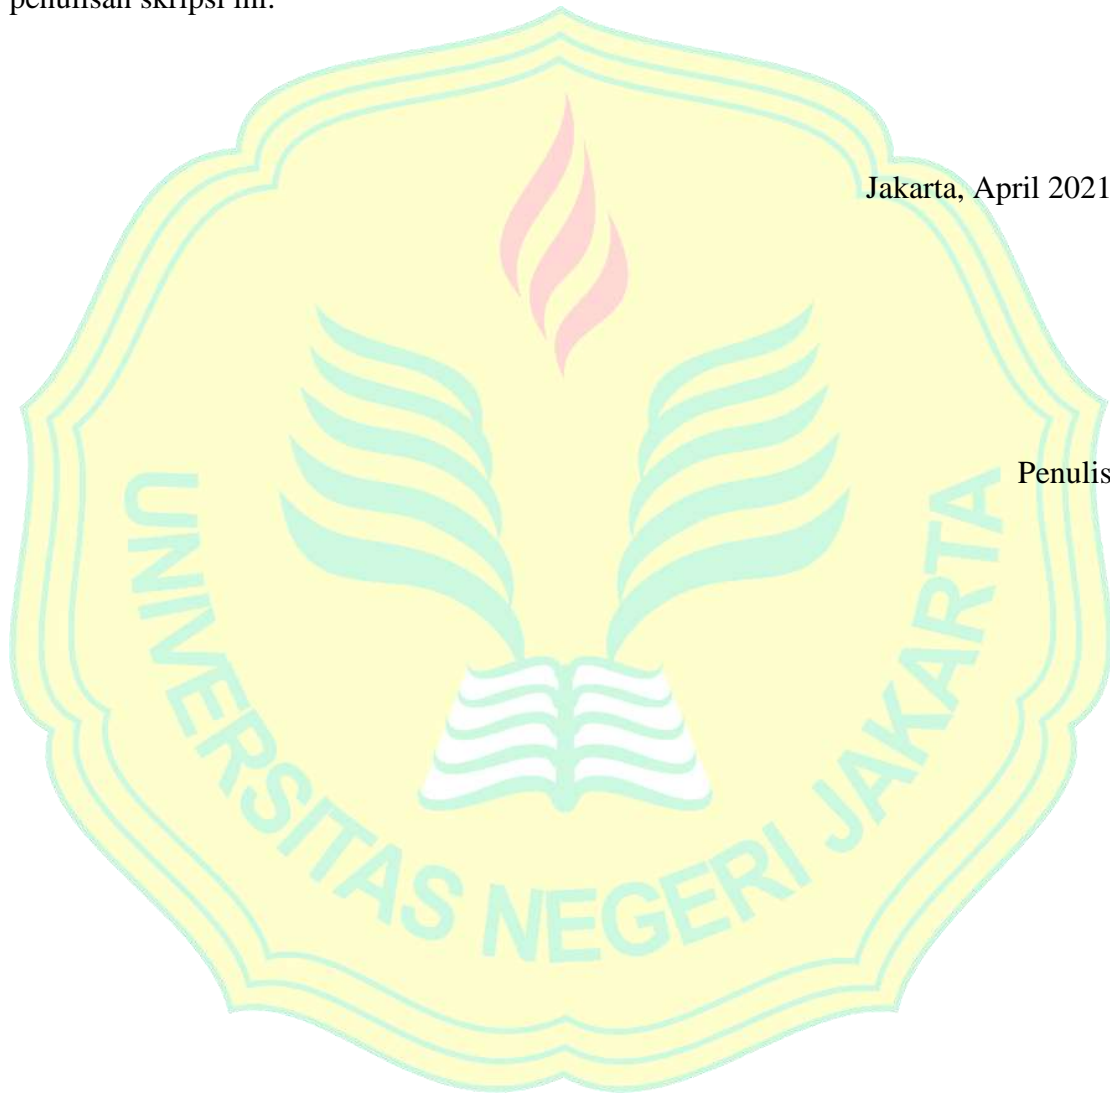 penulisan skripsi ini.
Jakarta, April 2021
Penulis
UNIVERSITAS NEGERI JAKARTA